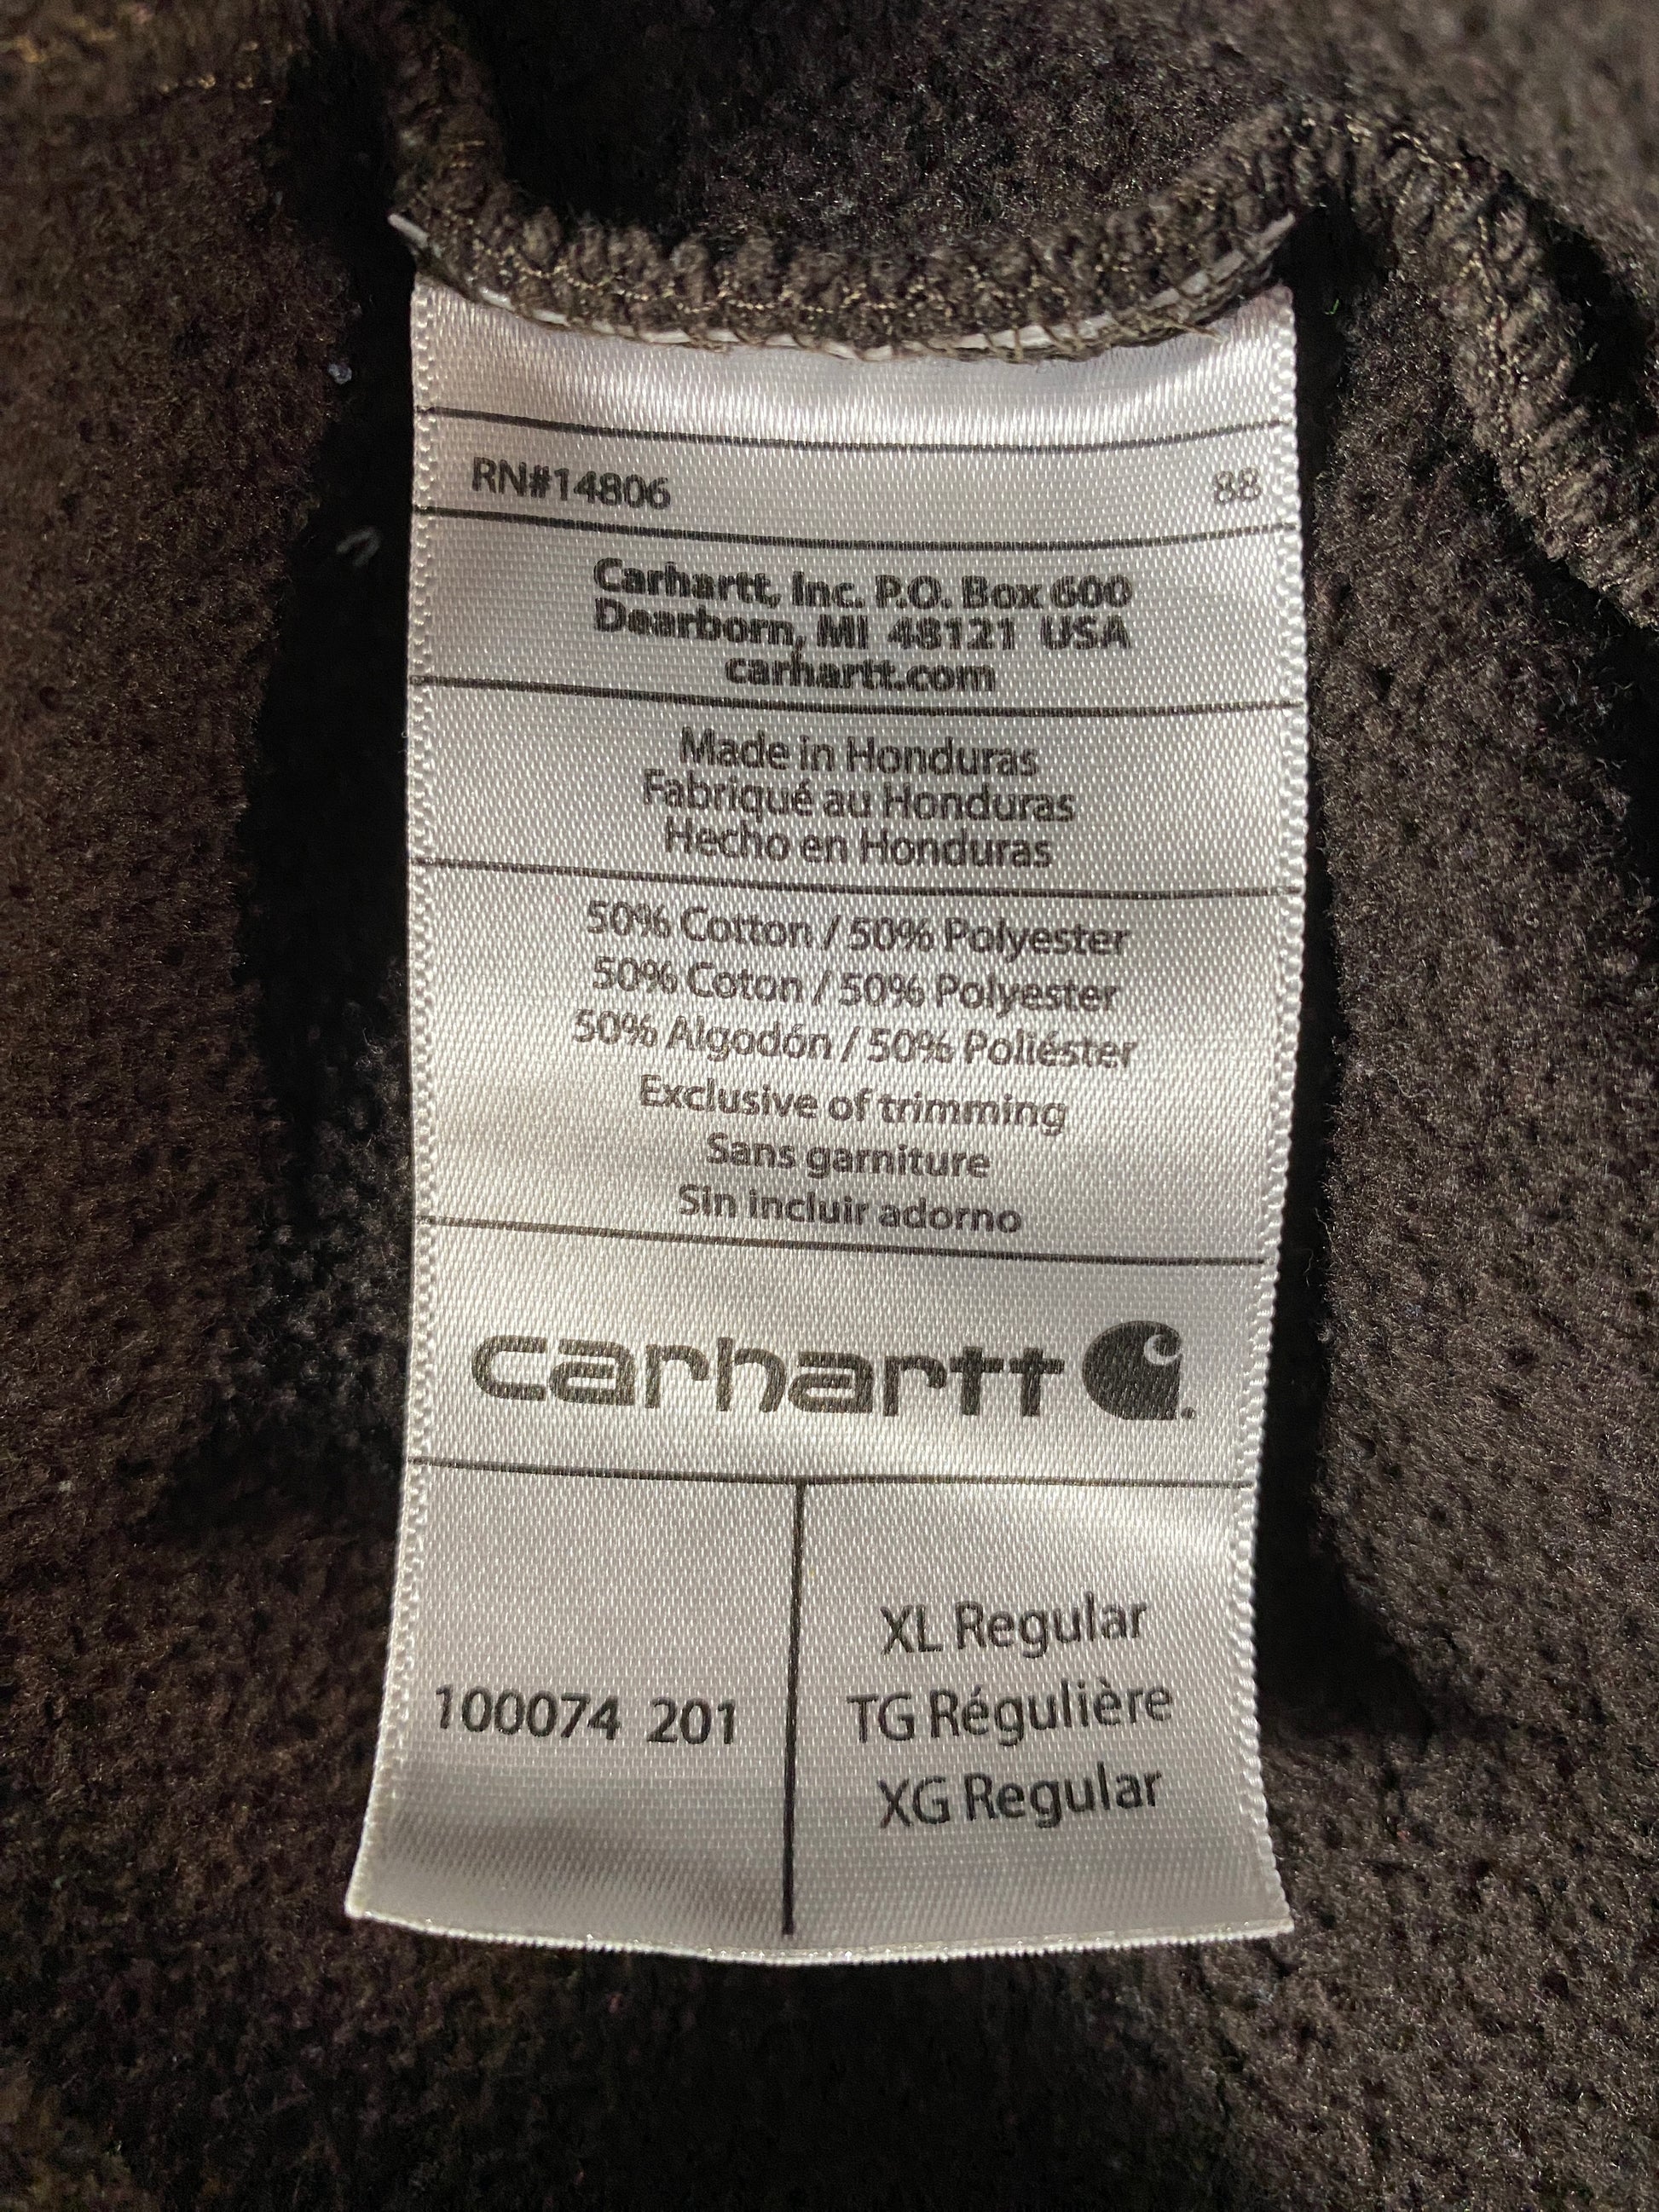 RN#14806 88
Carhartt, Inc. P.O. Box 600
Dearborn, MI 48121 USA
carhartt.com
Made in Honduras
Fabriqué au Honduras
Hecho en Honduras
50% Cotton / 50% Polyester
50% Coton / 50% Polyester
50% Algodón / 50% Poliéster
Exclusive of trimming
Sans garniture
Sin incluir adorno
carhartt
100074 201
XL Regular
TG Régulière
XG Regular